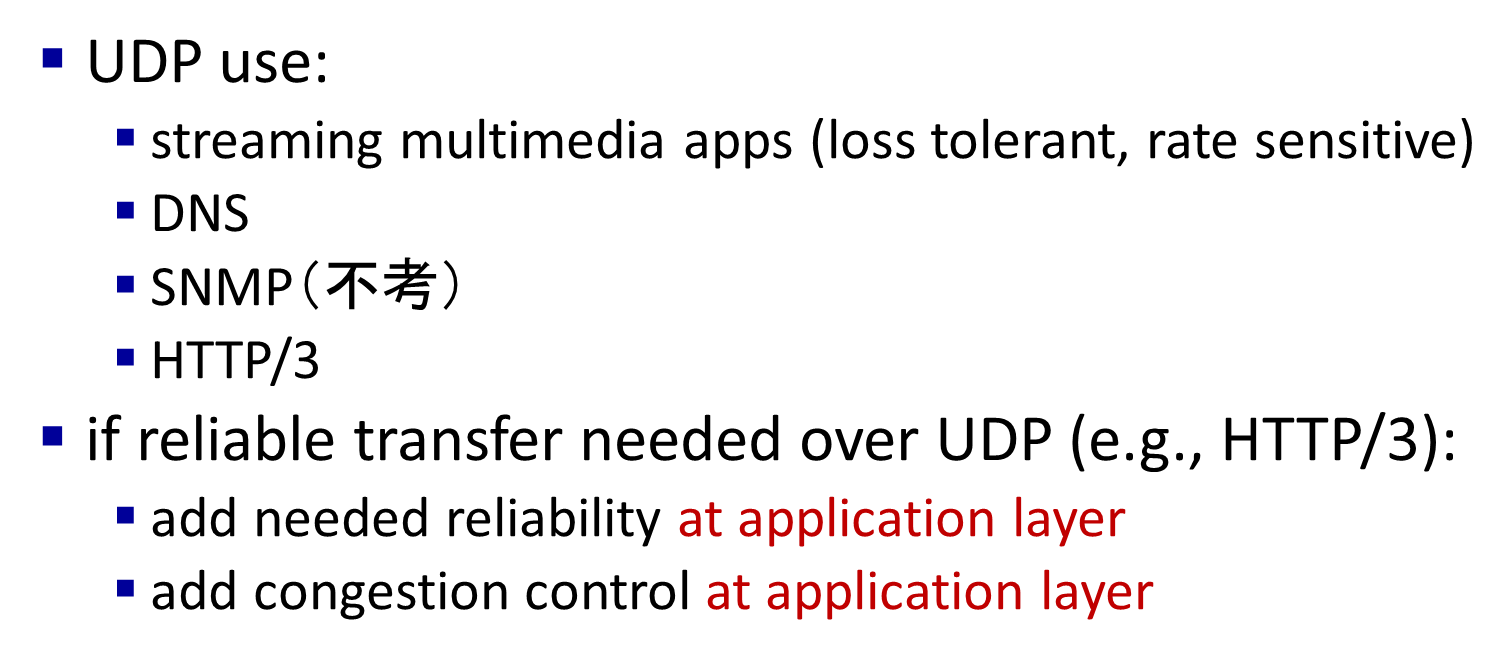 UDP use:
streaming multimedia apps (loss tolerant, rate sensitive)
DNS
SNMP（不考）
HTTP/3
if reliable transfer needed over UDP (e.g., HTTP/3):
add needed reliability at application layer
add congestion control at application layer